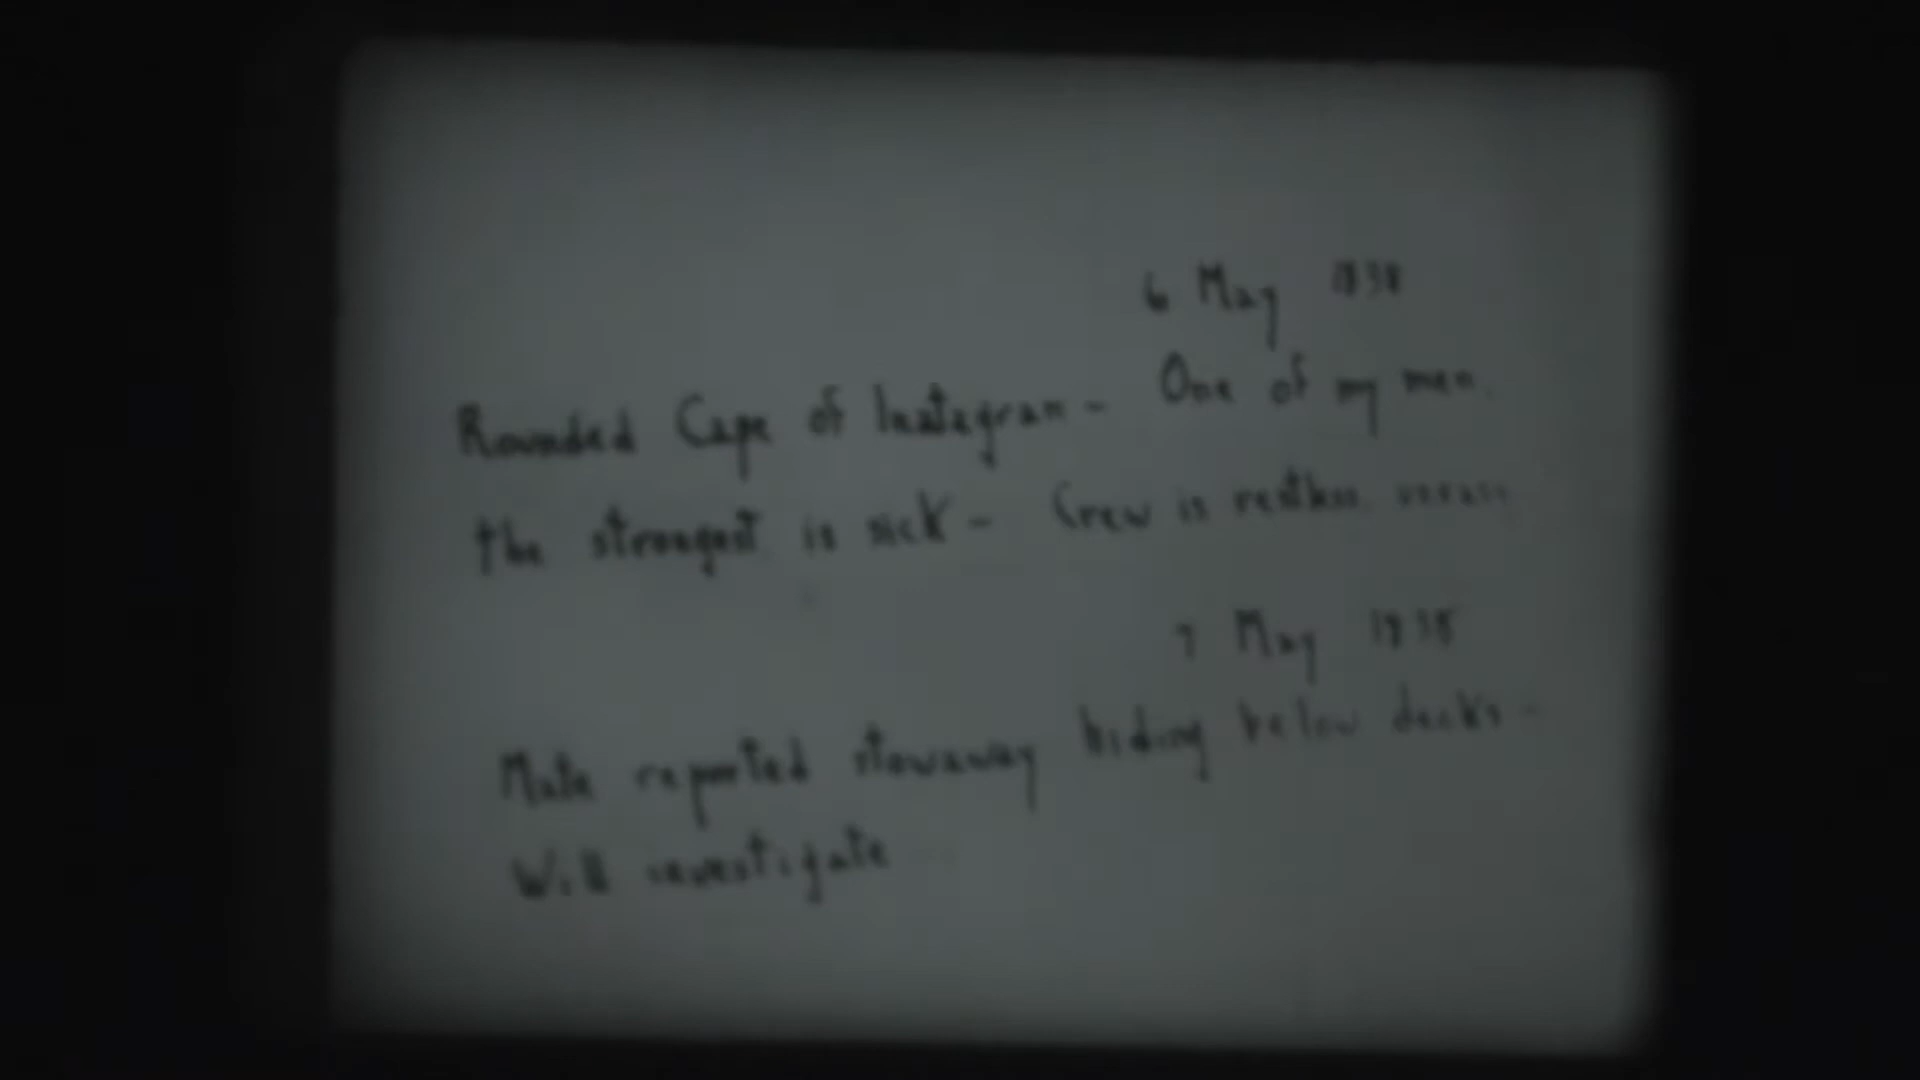 6 May 1838
Rounded Cape of Inategran - One of my men.
the strongest is sick - Crew is restless
7 May 1838
Mate reported stowaway hiding below decks -
Will investigate